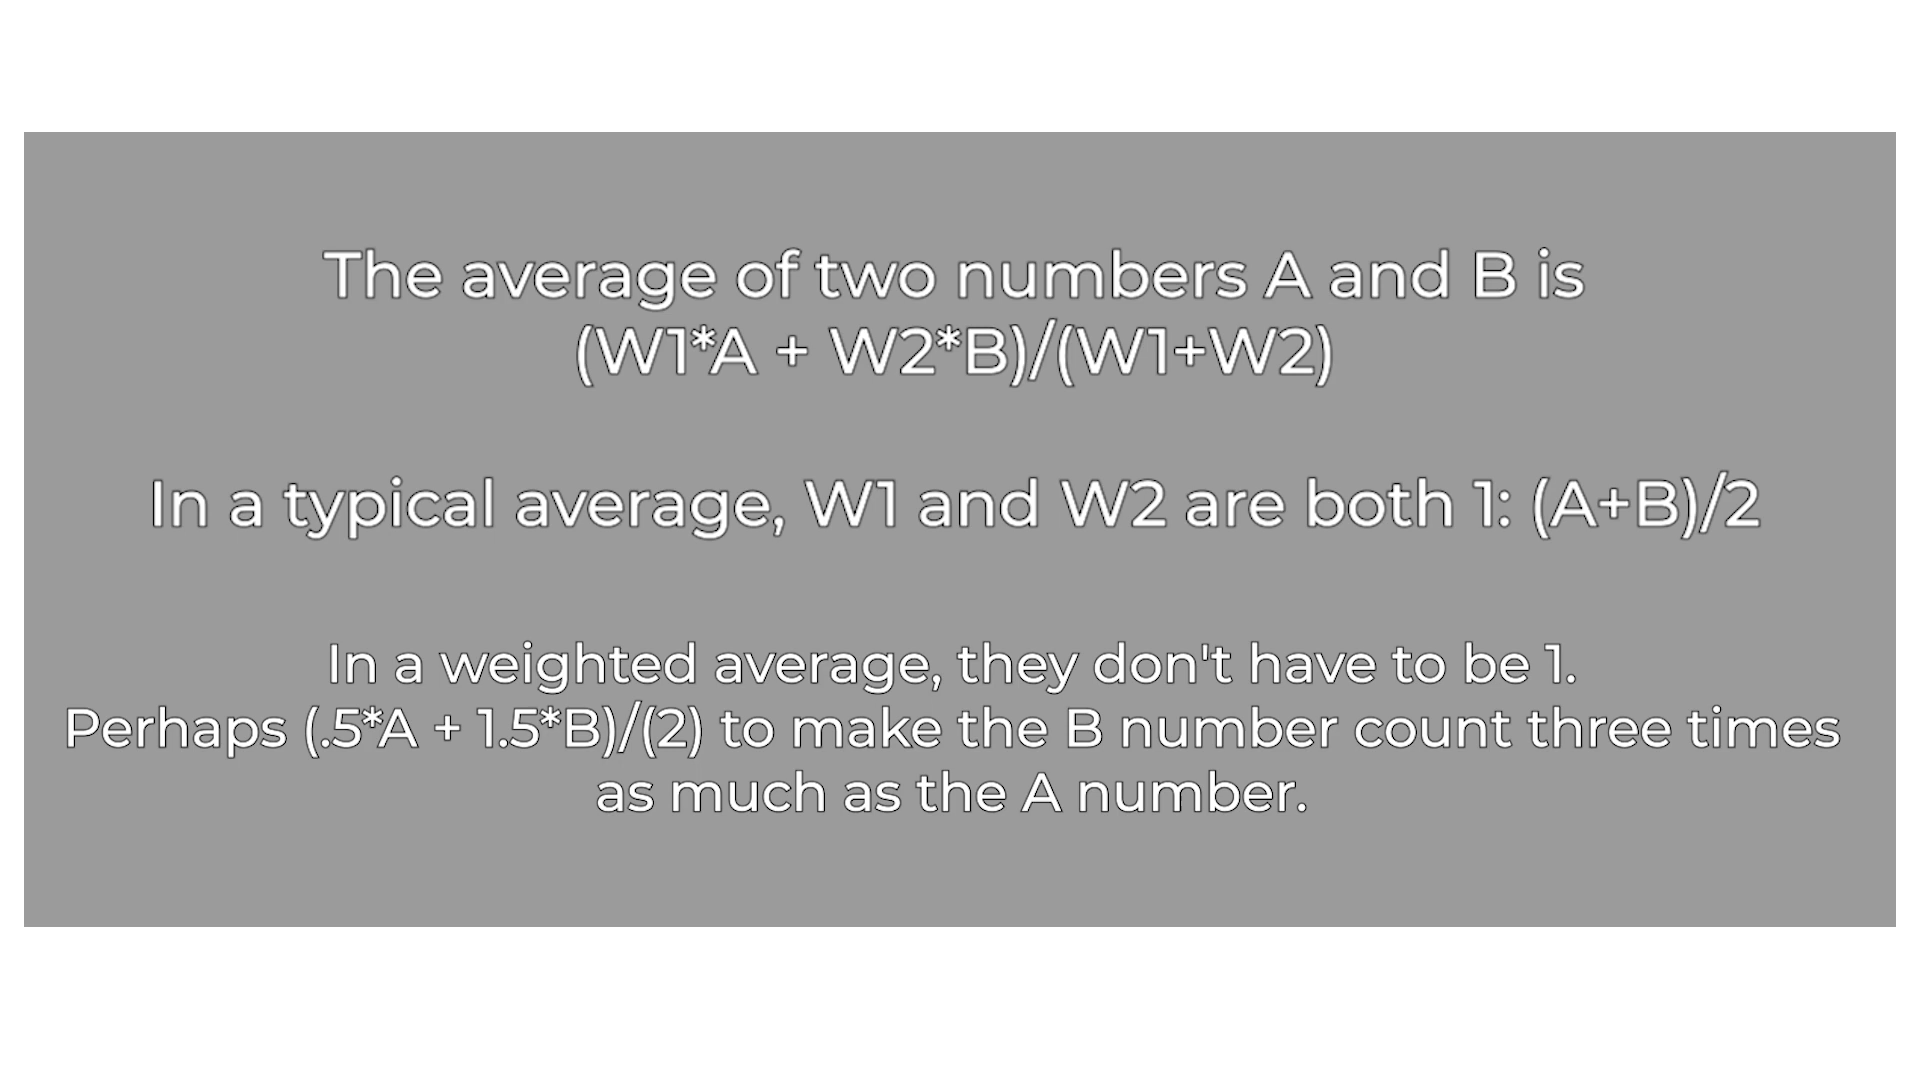 The average of two numbers A and B is
(W1*A + W2*B)/(W1+W2)
In a typical average, W1 and W2 are both 1: (A+B)/2
In a weighted average, they don't have to be 1.
Perhaps (.5*A + 1.5*B)/(2) to make the B number count three times
as much as the A number.